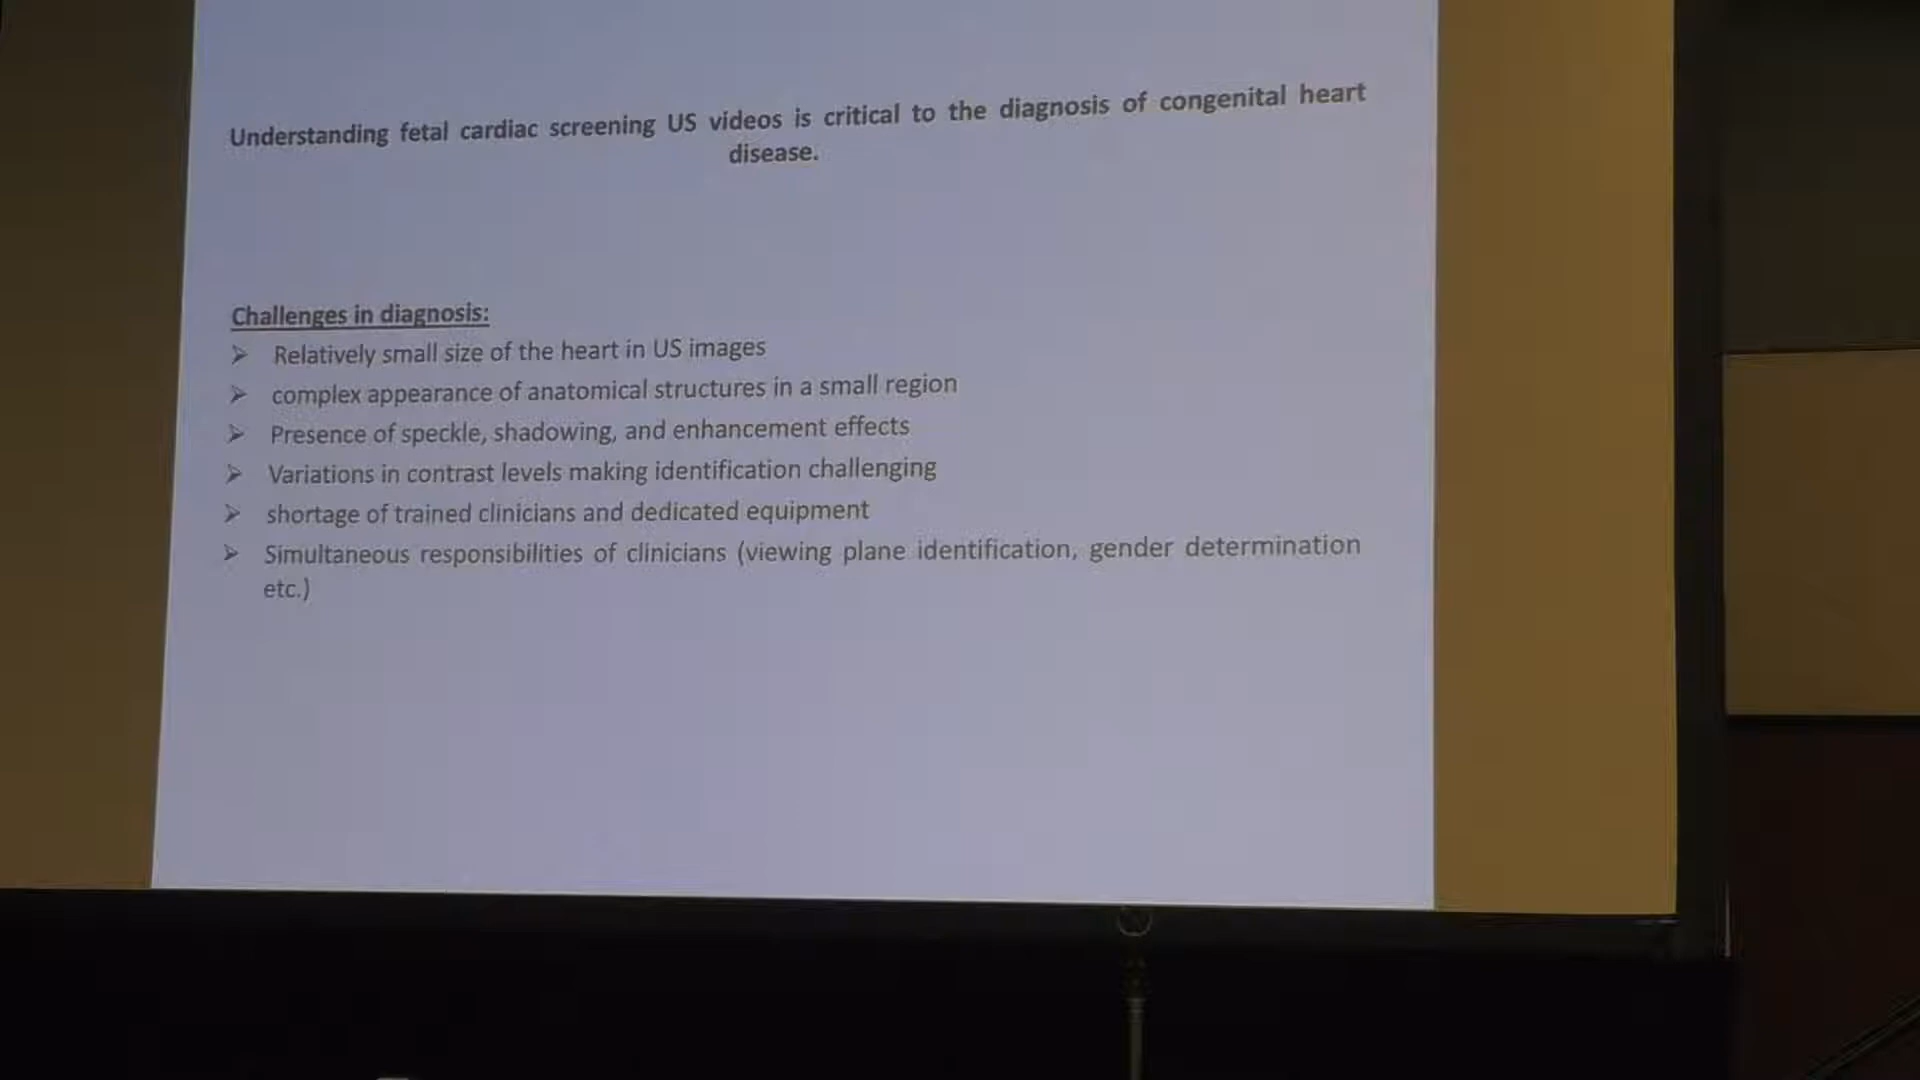 Understanding fetal cardiac screening US videos is critical to the diagnosis of congenital heart
disease.
Challenges in diagnosis:
➢ Relatively small size of the heart in US images
➢ complex appearance of anatomical structures in a small region
➢ Presence of speckle, shadowing, and enhancement effects
➢ Variations in contrast levels making identification challenging
➢ shortage of trained clinicians and dedicated equipment
➢ Simultaneous responsibilities of clinicians (viewing plane identification, gender determination
etc.)